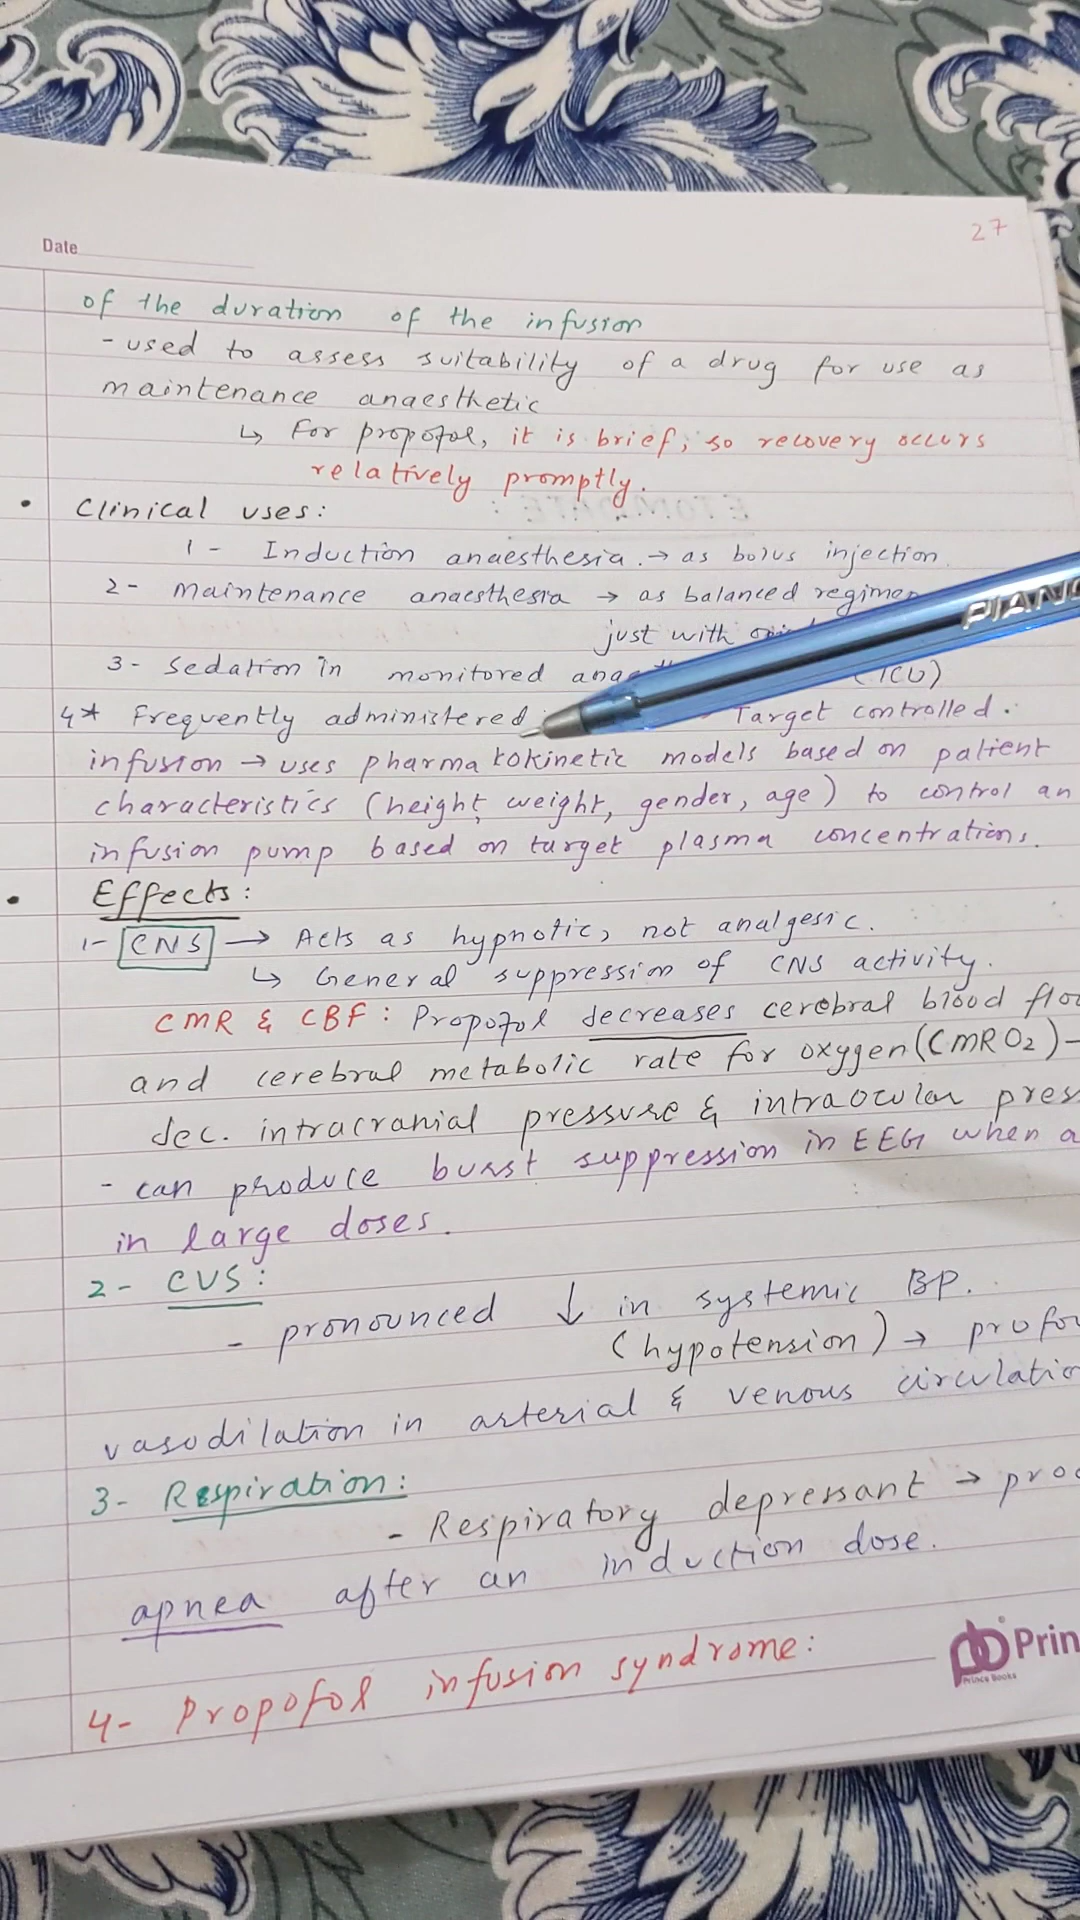 27
Date
of the duration of the infusion
- used to assess suitability of a drug for use as
maintenance anaesthetic
↳ For propofol, it is brief; so recovery occurs
relatively promptly.
• Clinical uses:
1 - Induction anaesthesia. → as bolus injection
2 - maintenance anaesthesia → as balanced regimen
just with
3 - Sedation in monitored (ICU)
4* Frequently administered Target controlled.
infusion → uses pharmacokinetic models based on patient
characteristics (height, weight, gender, age) to control an
infusion pump based on target plasma concentrations.
• Effects:
1- CNS → Acts as hypnotic, not analgesic.
↳ General suppression of CNS activity.
CMR & CBF: Propofol decreases cerebral blood
and cerebral metabolic rate for oxygen (CMRO2) -
dec. intracranial pressure & intraocular
- can produce burst suppression in EEG when
in large doses.
2 - CVS:
- pronounced ↓ in systemic BP.
(hypotension) →
vasodilation in arterial & venous
3 - Respiration:
- Respiratory depressant →
apnea after an induction dose.
4 - Propofol infusion syndrome:
Prince Books
PIANO